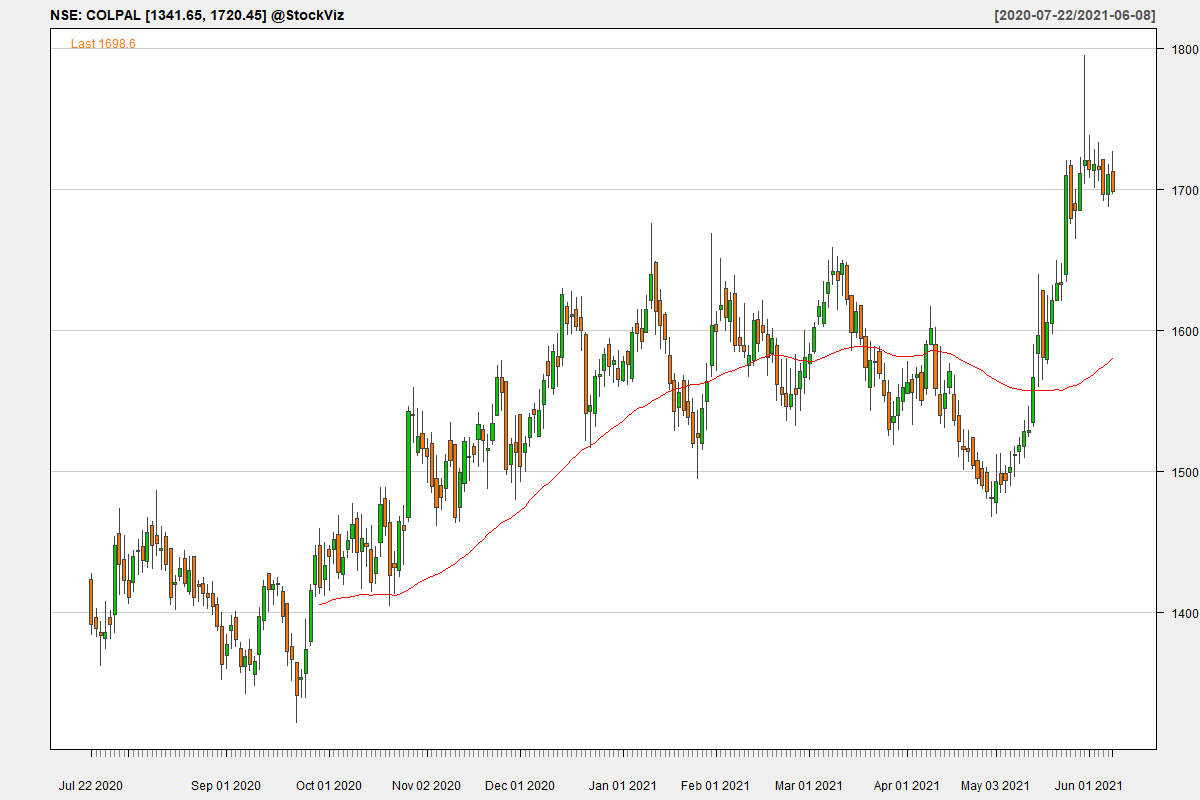 NSE: COLPAL [1341.65, 1720.45] @StockViz [2020-07-22/2021-06-08]
Last 1698.6
1800
1700
1600
1500
1400
Jul 22 2020 Sep 01 2020 Oct 01 2020 Nov 02 2020 Dec 01 2020 Jan 01 2021 Feb 01 2021 Mar 01 2021 Apr 01 2021 May 03 2021 Jun 01 2021